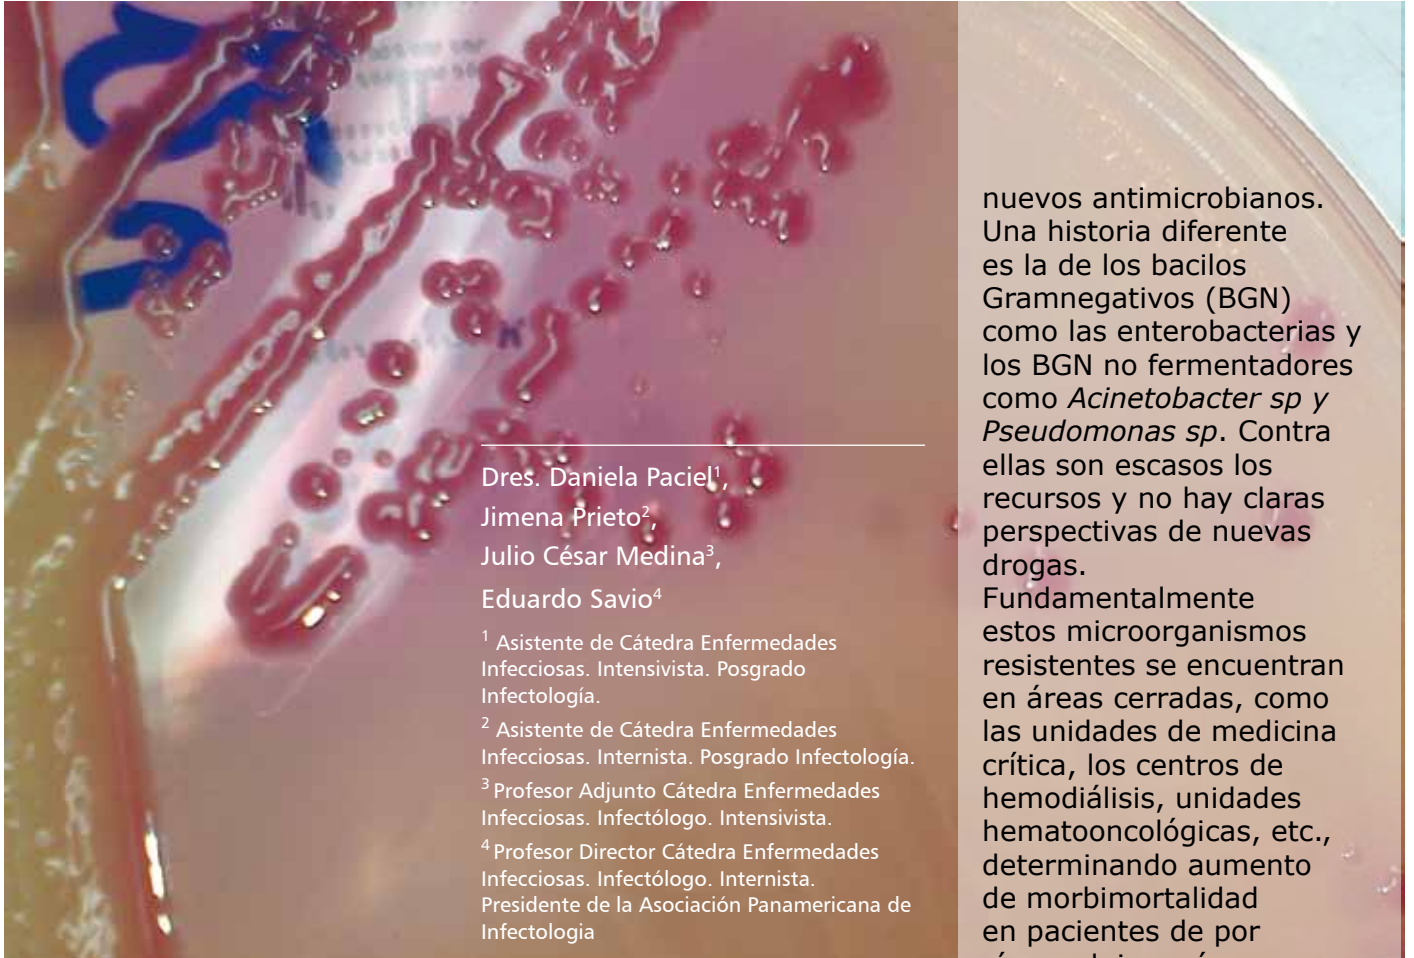 Dres. Daniela Paciel1,
Jimena Prieto2,
Julio César Medina3,
Eduardo Savio4
1 Asistente de Cátedra Enfermedades
Infecciosas. Intensivista. Posgrado
Infectología.
2 Asistente de Cátedra Enfermedades
Infecciosas. Internista. Posgrado Infectología.
3 Profesor Adjunto Cátedra Enfermedades
Infecciosas. Infectólogo. Intensivista.
4 Profesor Director Cátedra Enfermedades
Infecciosas. Infectólogo. Internista.
Presidente de la Asociación Panamericana de
Infectologia
nuevos antimicrobianos.
Una historia diferente
es la de los bacilos
Gramnegativos (BGN)
como las enterobacterias y
los BGN no fermentadores
como Acinetobacter sp y
Pseudomonas sp. Contra
ellas son escasos los
recursos y no hay claras
perspectivas de nuevas
drogas.
Fundamentalmente
estos microorganismos
resistentes se encuentran
en áreas cerradas, como
las unidades de medicina
crítica, los centros de
hemodiálisis, unidades
hematooncológicas, etc.,
determinando aumento
de morbimortalidad
en pacientes de por